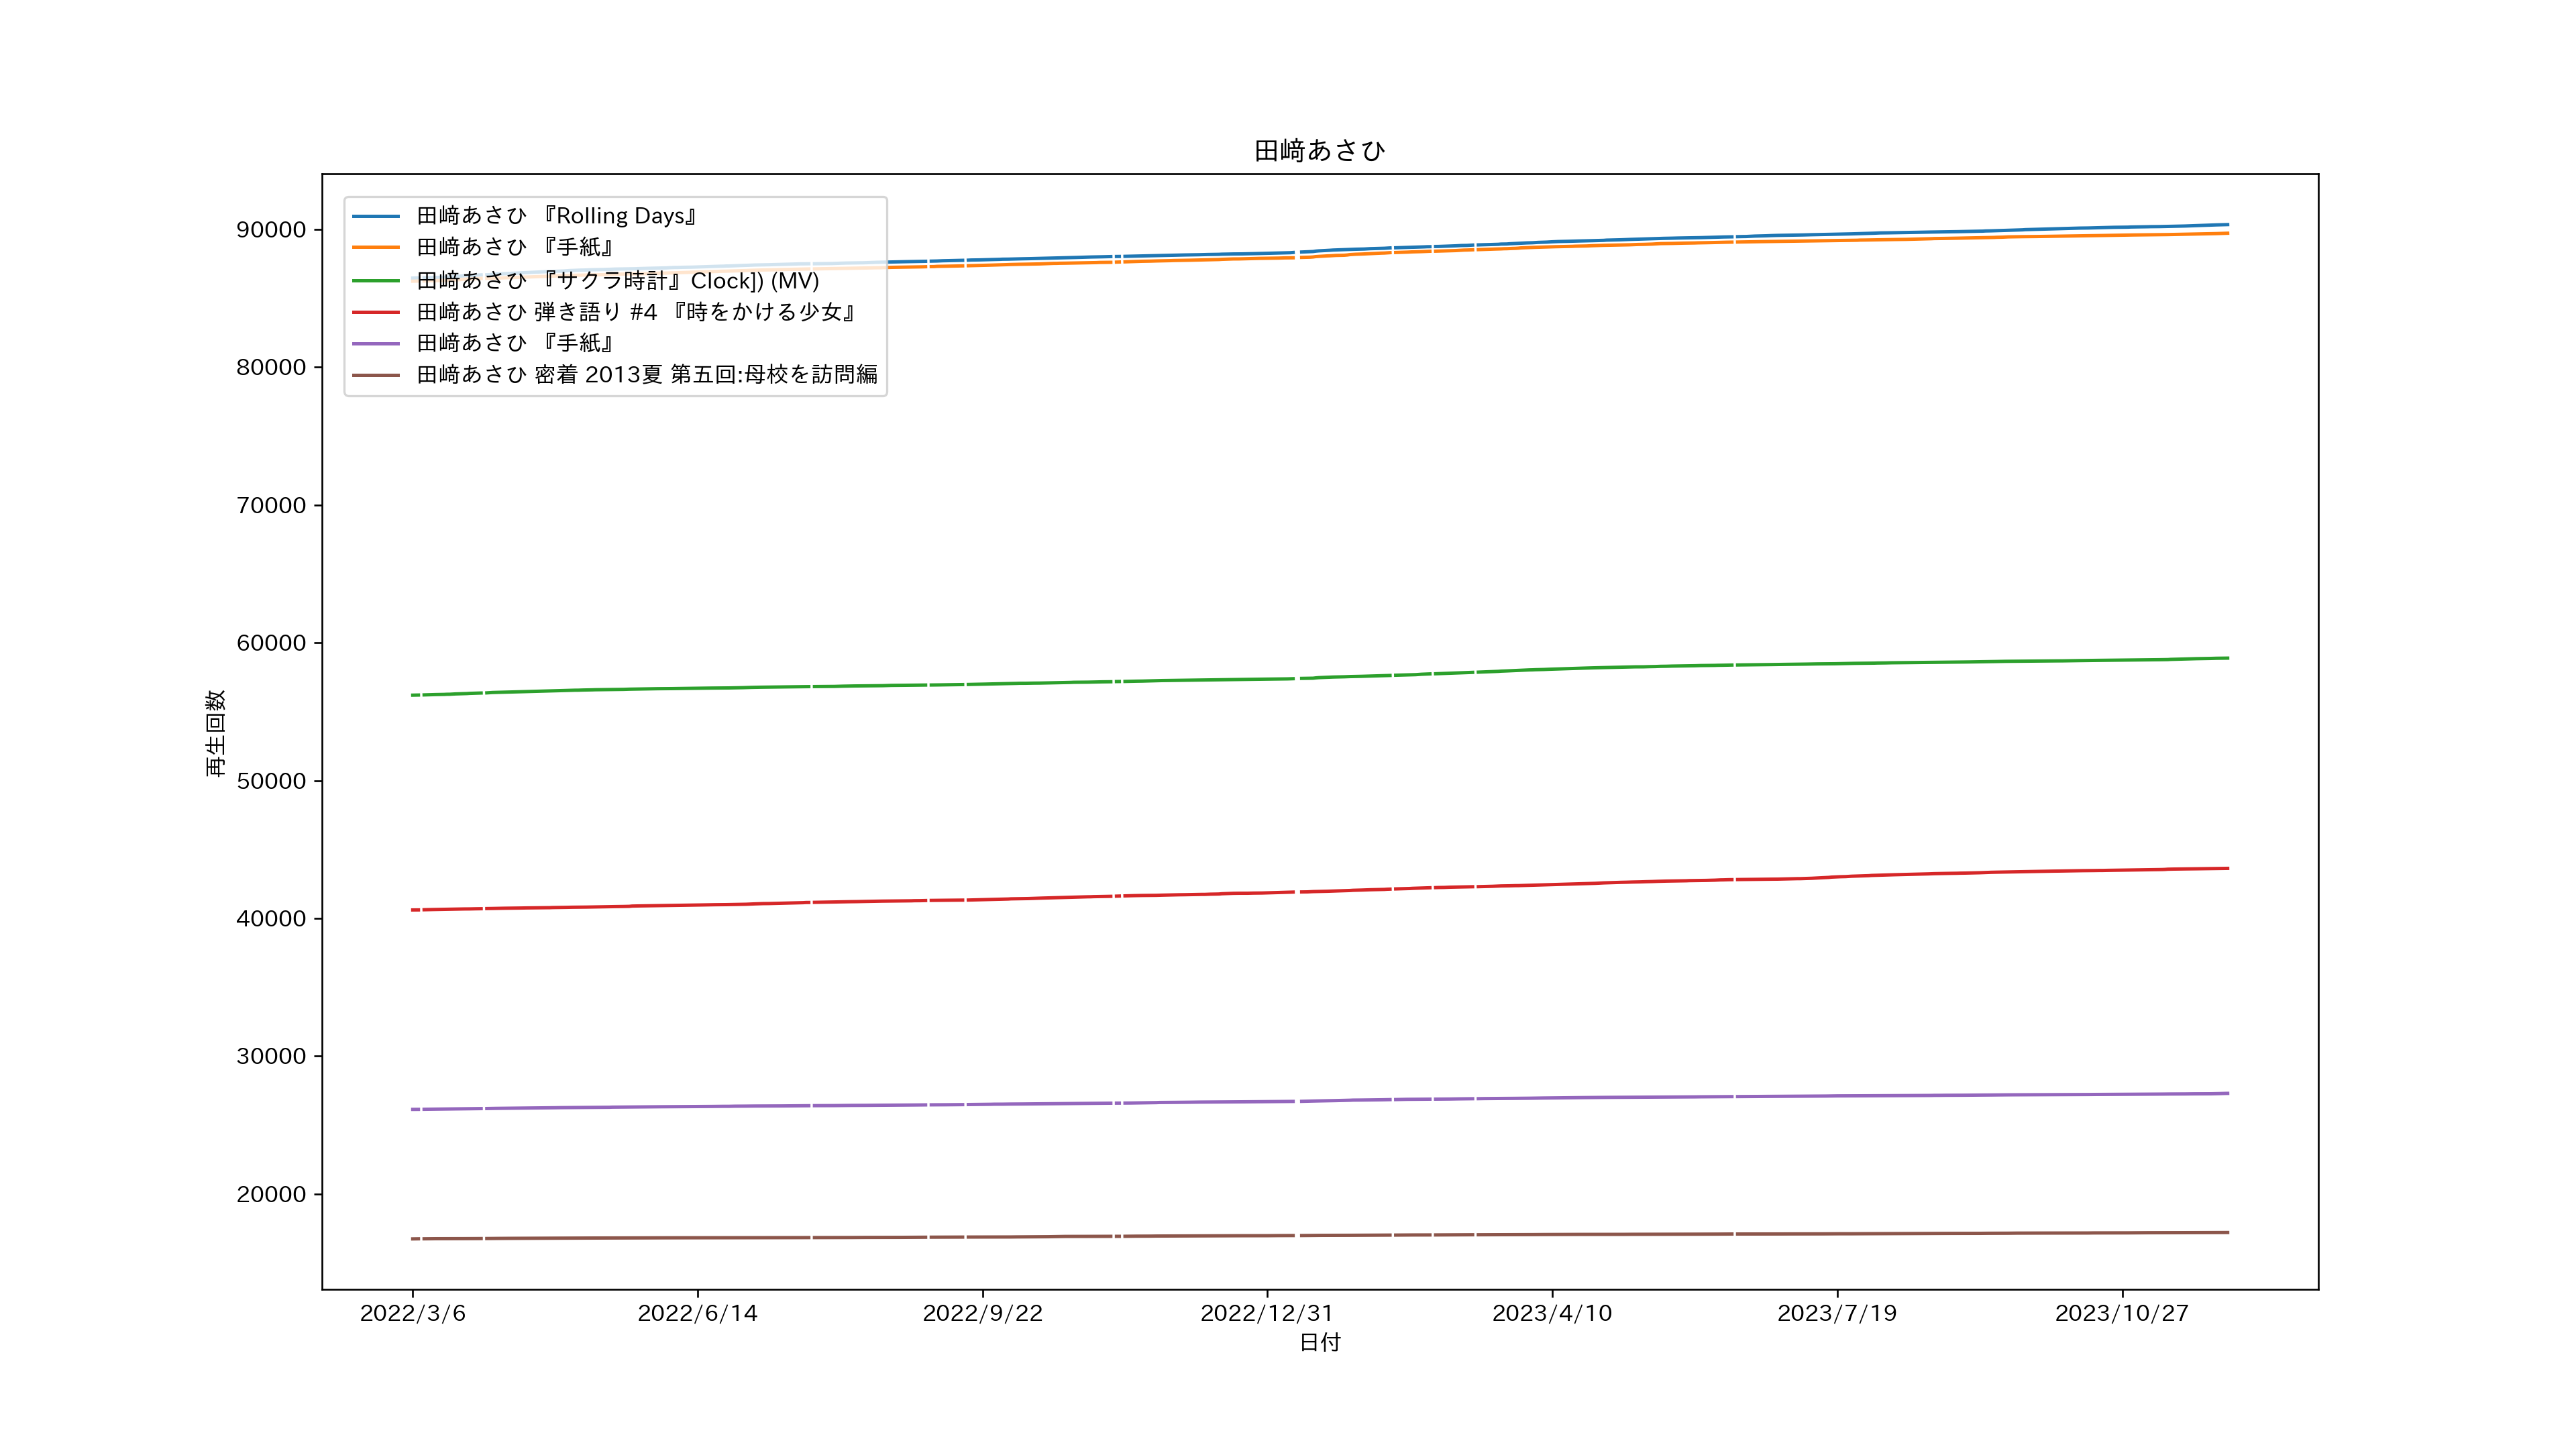 田﨑あさひ
田﨑あさひ 『Rolling Days』
田﨑あさひ 『手紙』
田﨑あさひ 『サクラ時計』Clock]) (MV)
田﨑あさひ 弾き語り #4 『時をかける少女』
田﨑あさひ 『手紙』
田﨑あさひ 密着 2013夏 第五回:母校を訪問編
90000
80000
70000
60000
50000
40000
30000
20000
再生回数
2022/3/6
2022/6/14
2022/9/22
2022/12/31
2023/4/10
2023/7/19
2023/10/27
日付